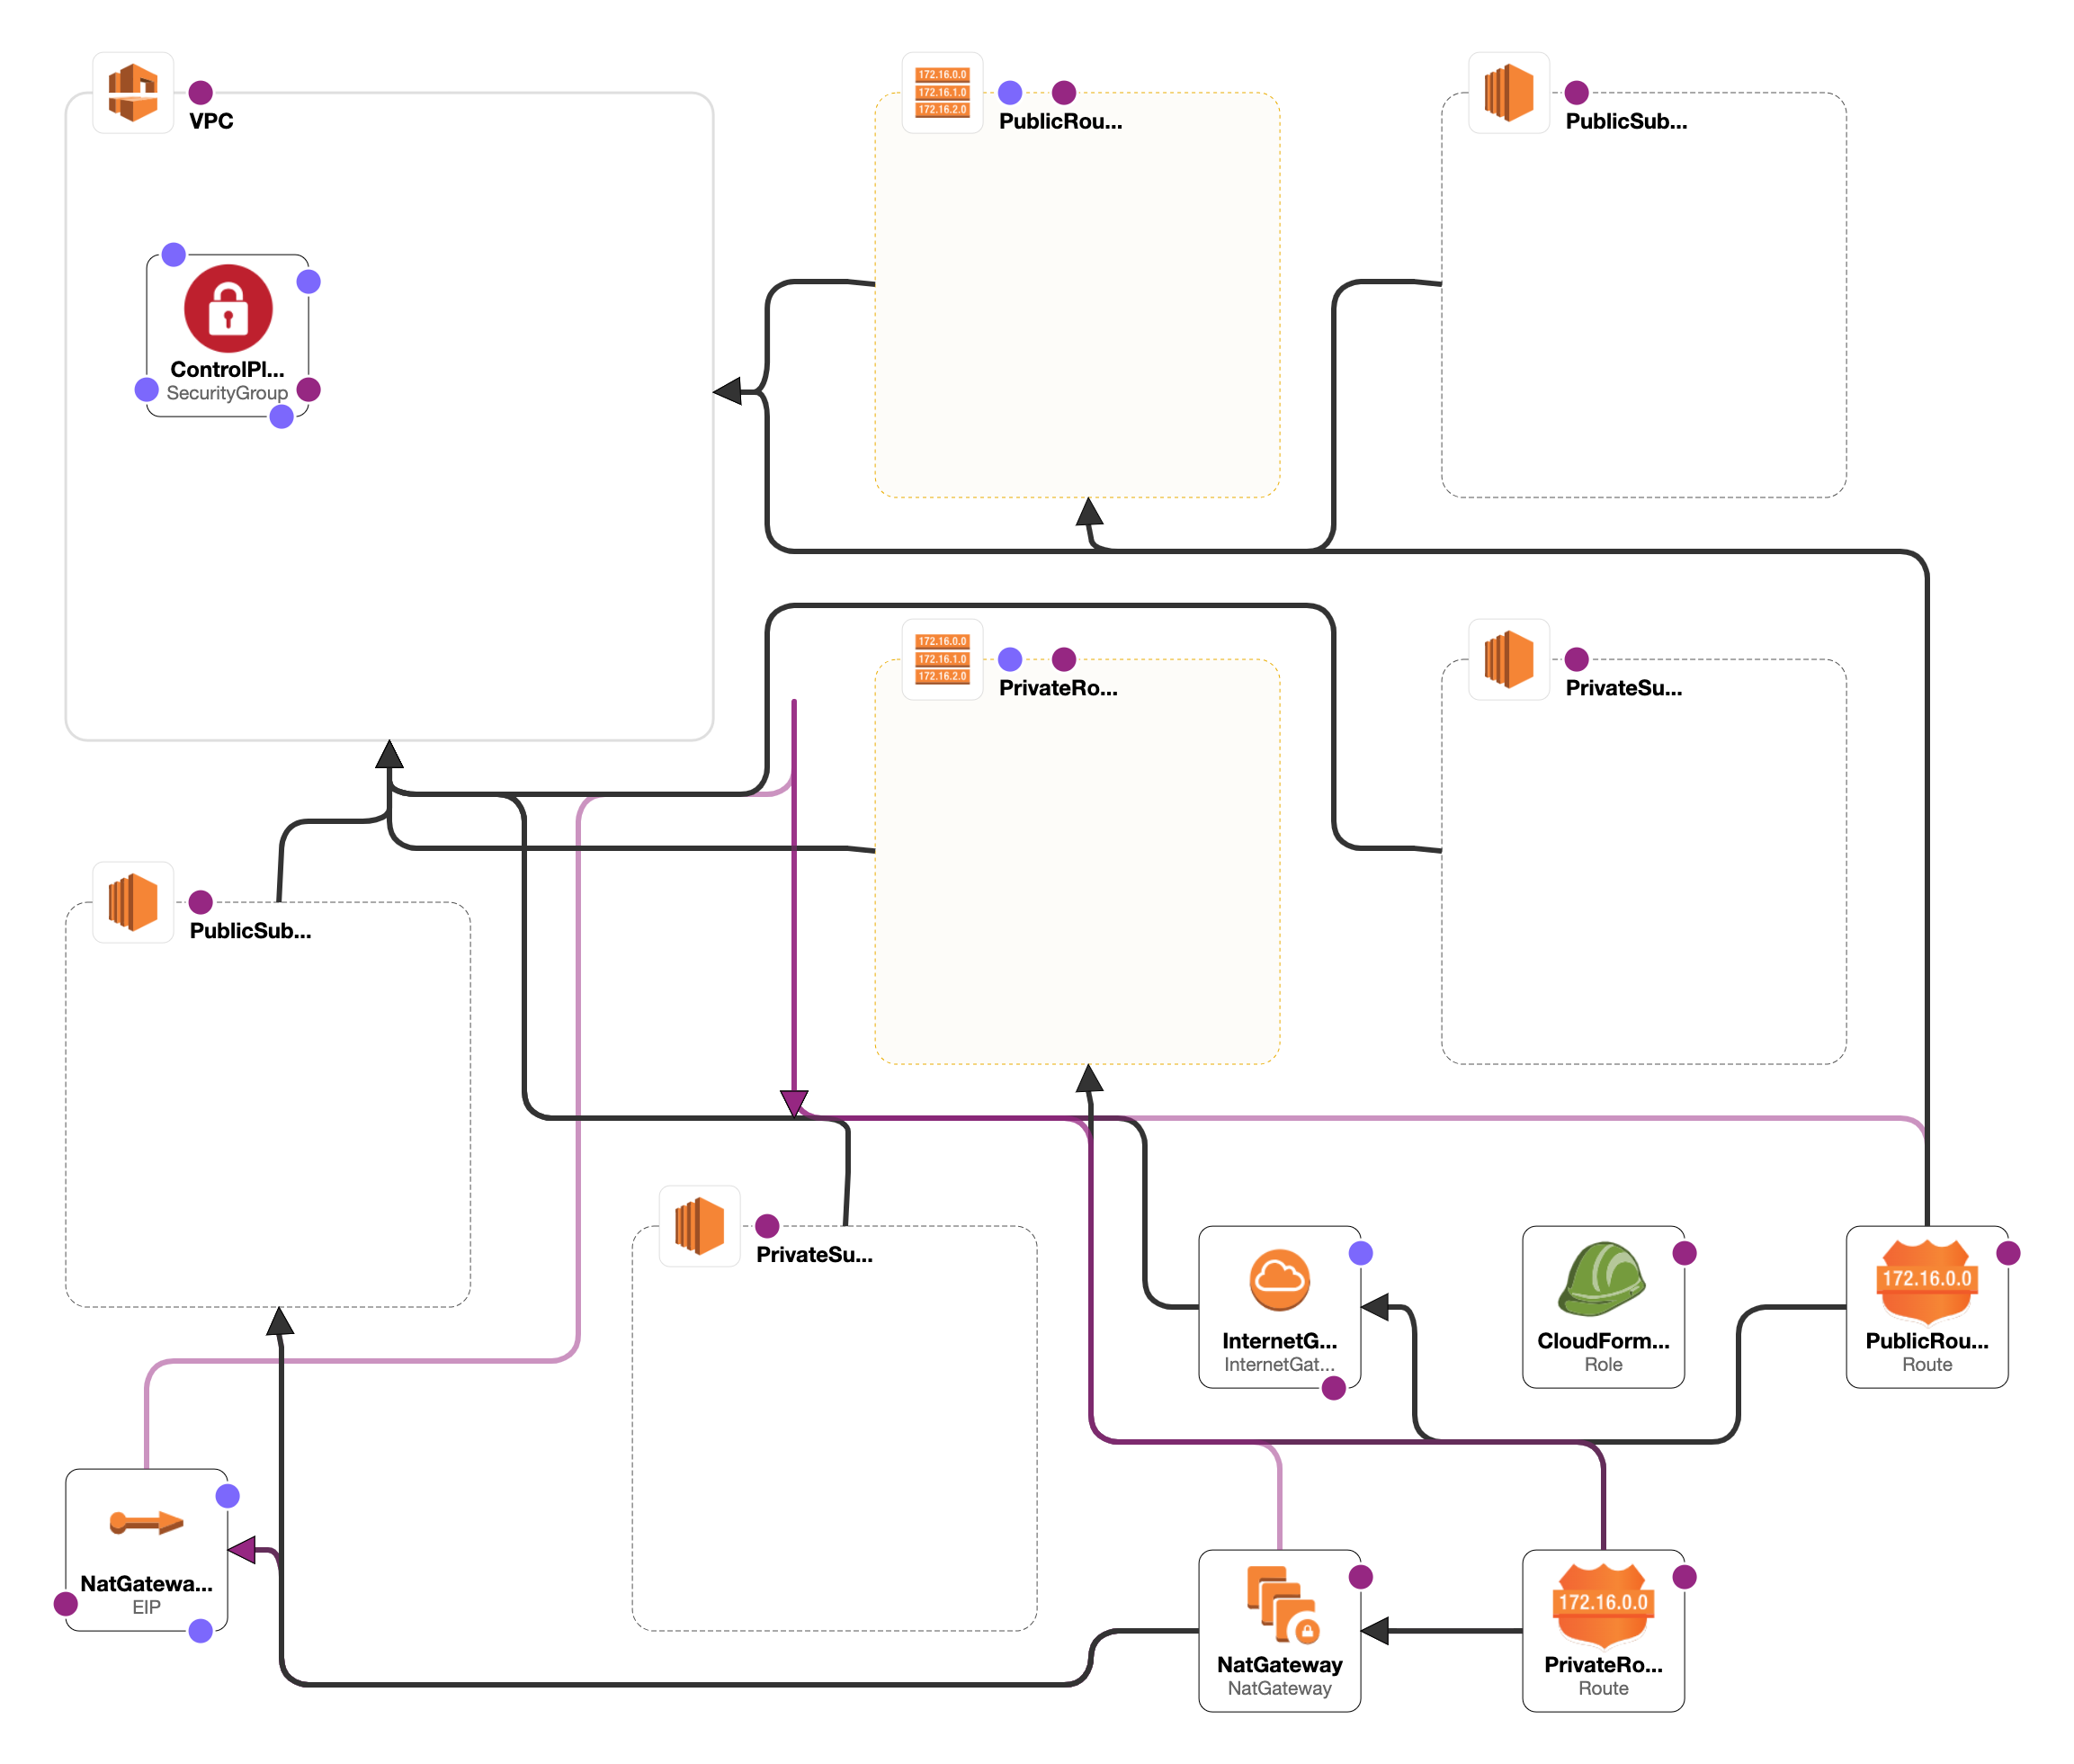 VPC
172.16.0.0
172.16.1.0
172.16.2.0
PublicRou...
PublicSub...
ControlPl...
SecurityGroup
172.16.0.0
172.16.1.0
172.16.2.0
PrivateRo...
PrivateSu...
PublicSub...
PrivateSu...
InternetG...
InternetGat...
CloudForm...
Role
172.16.0.0
PublicRou...
Route
NatGatewa...
EIP
NatGateway
NatGateway
172.16.0.0
PrivateRo...
Route